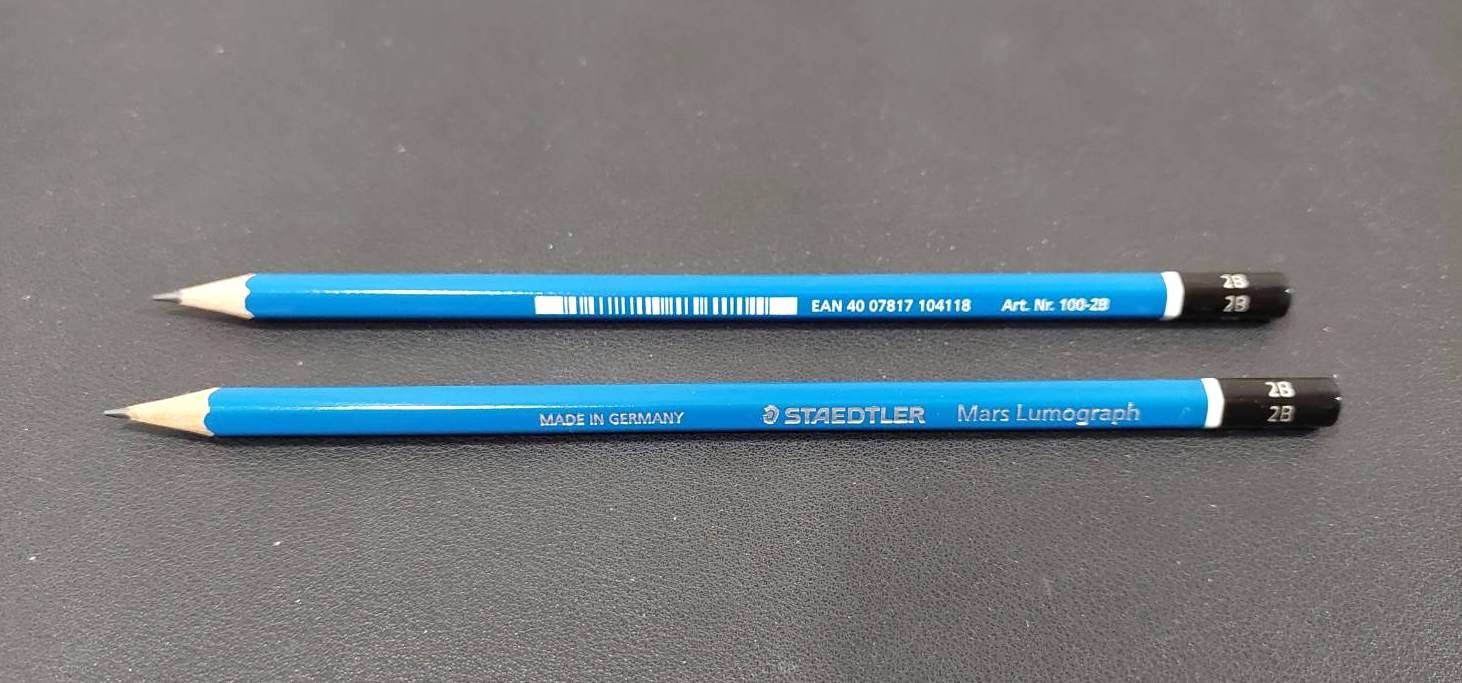 EAN 40 07817 104118 Art. Nr. 100-2B 2B
2B
MADE IN GERMANY STAEDTLER Mars Lumograph 2B
2B